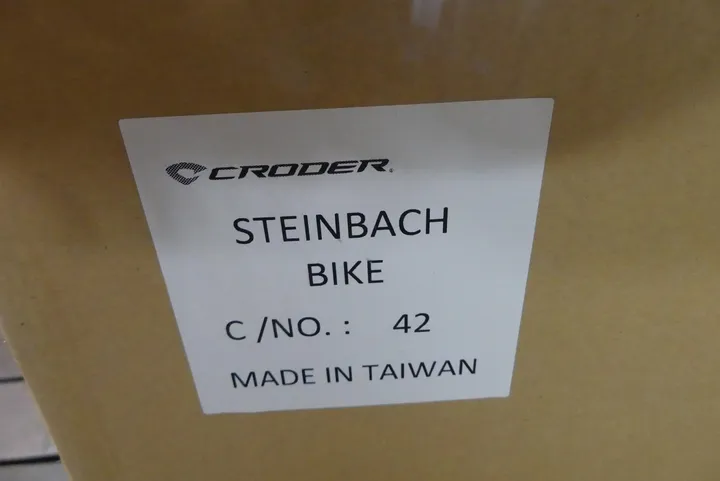 CRODER®
STEINBACH
BIKE
C /NO. : 42
MADE IN TAIWAN